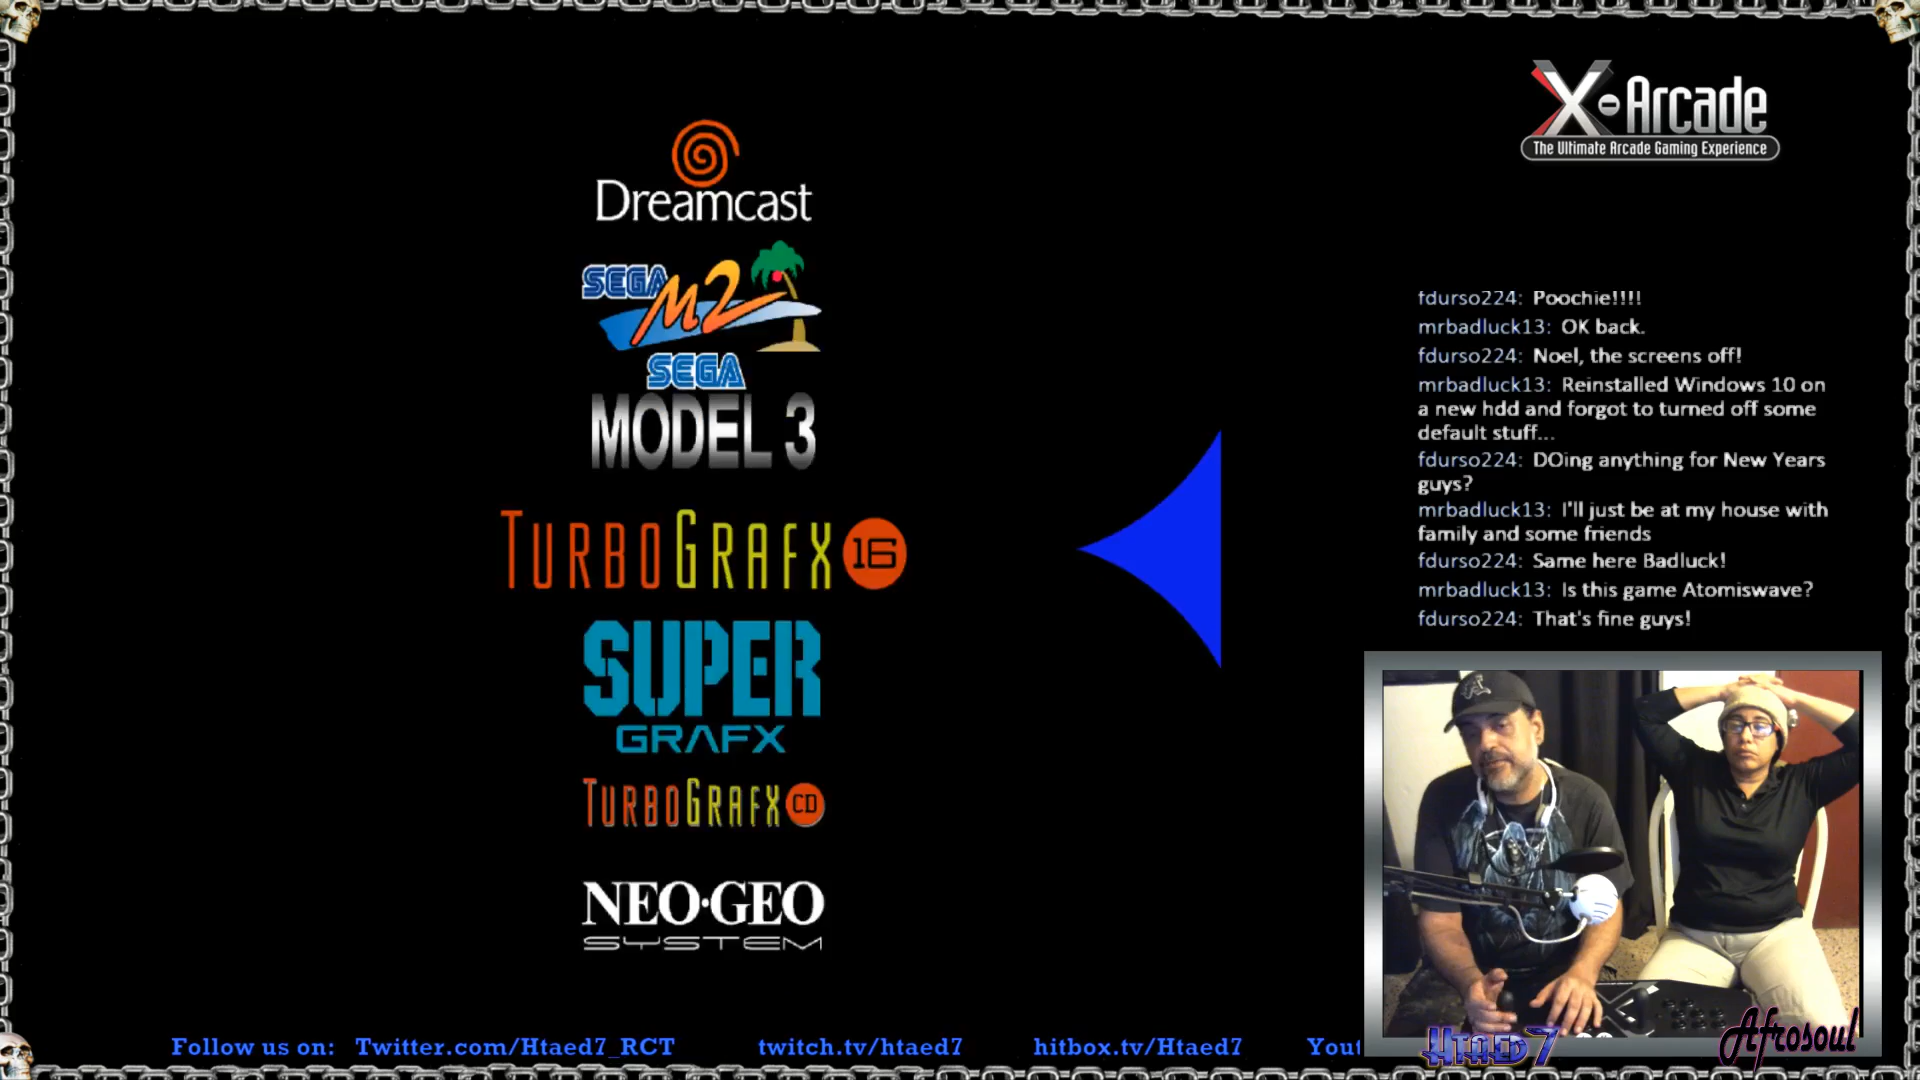 Dreamcast
SEGA M2
SEGA
MODEL 3
TURBOGRAFX 16
SUPER
GRAFX
TURBOGRAFX CD
NEO·GEO
SYSTEM
X-Arcade
The Ultimate Arcade Gaming Experience
fdurso224: Poochie!!!!
mrbadluck13: OK back.
fdurso224: Noel, the screens off!
mrbadluck13: Reinstalled Windows 10 on
a new hdd and forgot to turned off some
default stuff...
fdurso224: DOing anything for New Years
guys?
mrbadluck13: I'll just be at my house with
family and some friends
fdurso224: Same here Badluck!
mrbadluck13: Is this game Atomiswave?
fdurso224: That's fine guys!
Htaed7 Afrosoul
Follow us on: Twitter.com/Htaed7_RCT twitch.tv/htaed7 hitbox.tv/Htaed7 Yout